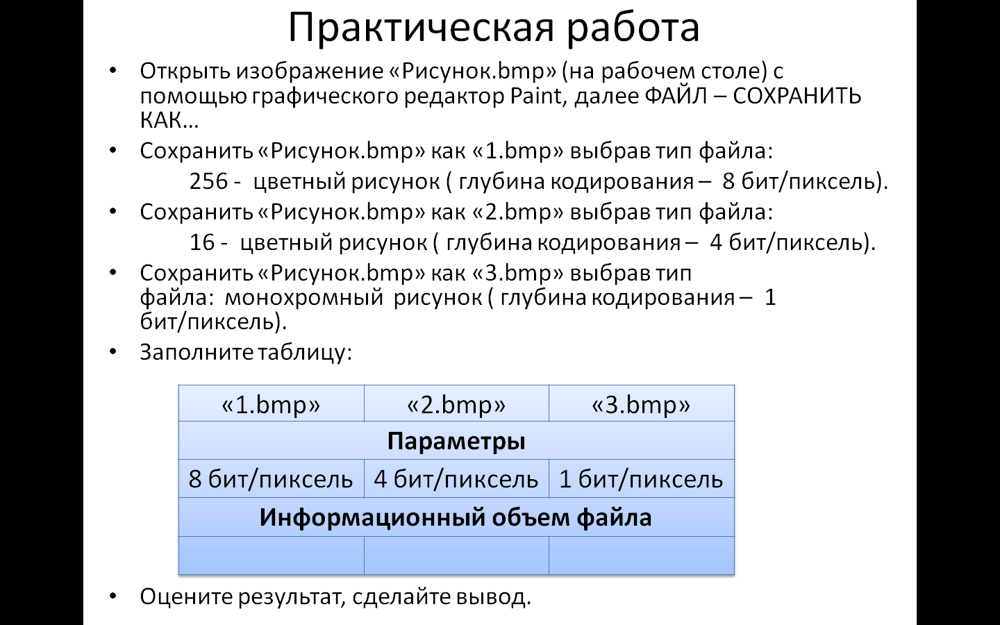 Практическая работа
• Открыть изображение «Рисунок.bmp» (на рабочем столе) с
помощью графического редактор Paint, далее ФАЙЛ – СОХРАНИТЬ
КАК…
• Сохранить «Рисунок.bmp» как «1.bmp» выбрав тип файла:
256 - цветный рисунок ( глубина кодирования – 8 бит/пиксель).
• Сохранить «Рисунок.bmp» как «2.bmp» выбрав тип файла:
16 - цветный рисунок ( глубина кодирования – 4 бит/пиксель).
• Сохранить «Рисунок.bmp» как «3.bmp» выбрав тип
файла: монохромный рисунок ( глубина кодирования – 1
бит/пиксель).
• Заполните таблицу:
«1.bmp» «2.bmp» «3.bmp»
Параметры
8 бит/пиксель 4 бит/пиксель 1 бит/пиксель
Информационный объем файла
• Оцените результат, сделайте вывод.